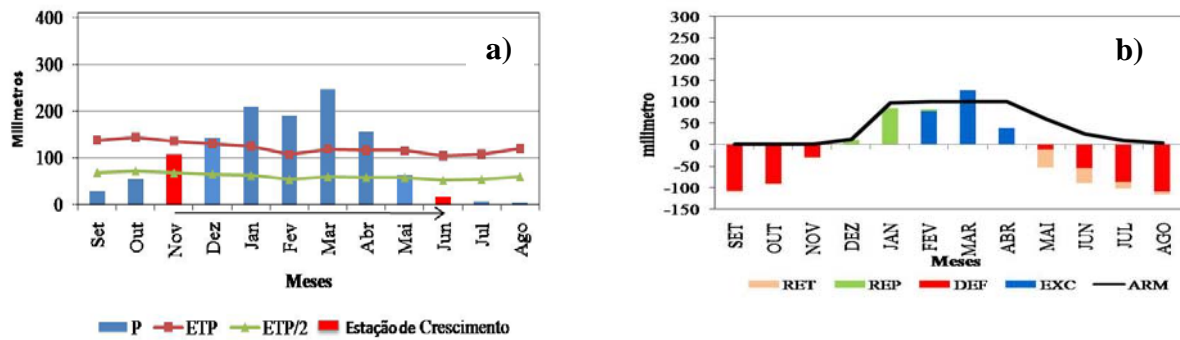 a)
Milímetros
400
300
200
100
0
Set Out Nov Dez Jan Fev Mar Abr Mai Jun Jul Ago
Meses
P ETP ETP/2 Estação de Crescimento
b)
milímetro
300
250
200
150
100
50
0
-50
-100
-150
SET OUT NOV DEZ JAN FEV MAR ABR MAI JUN JUL AGO
Meses
RET REP DEF EXC ARM